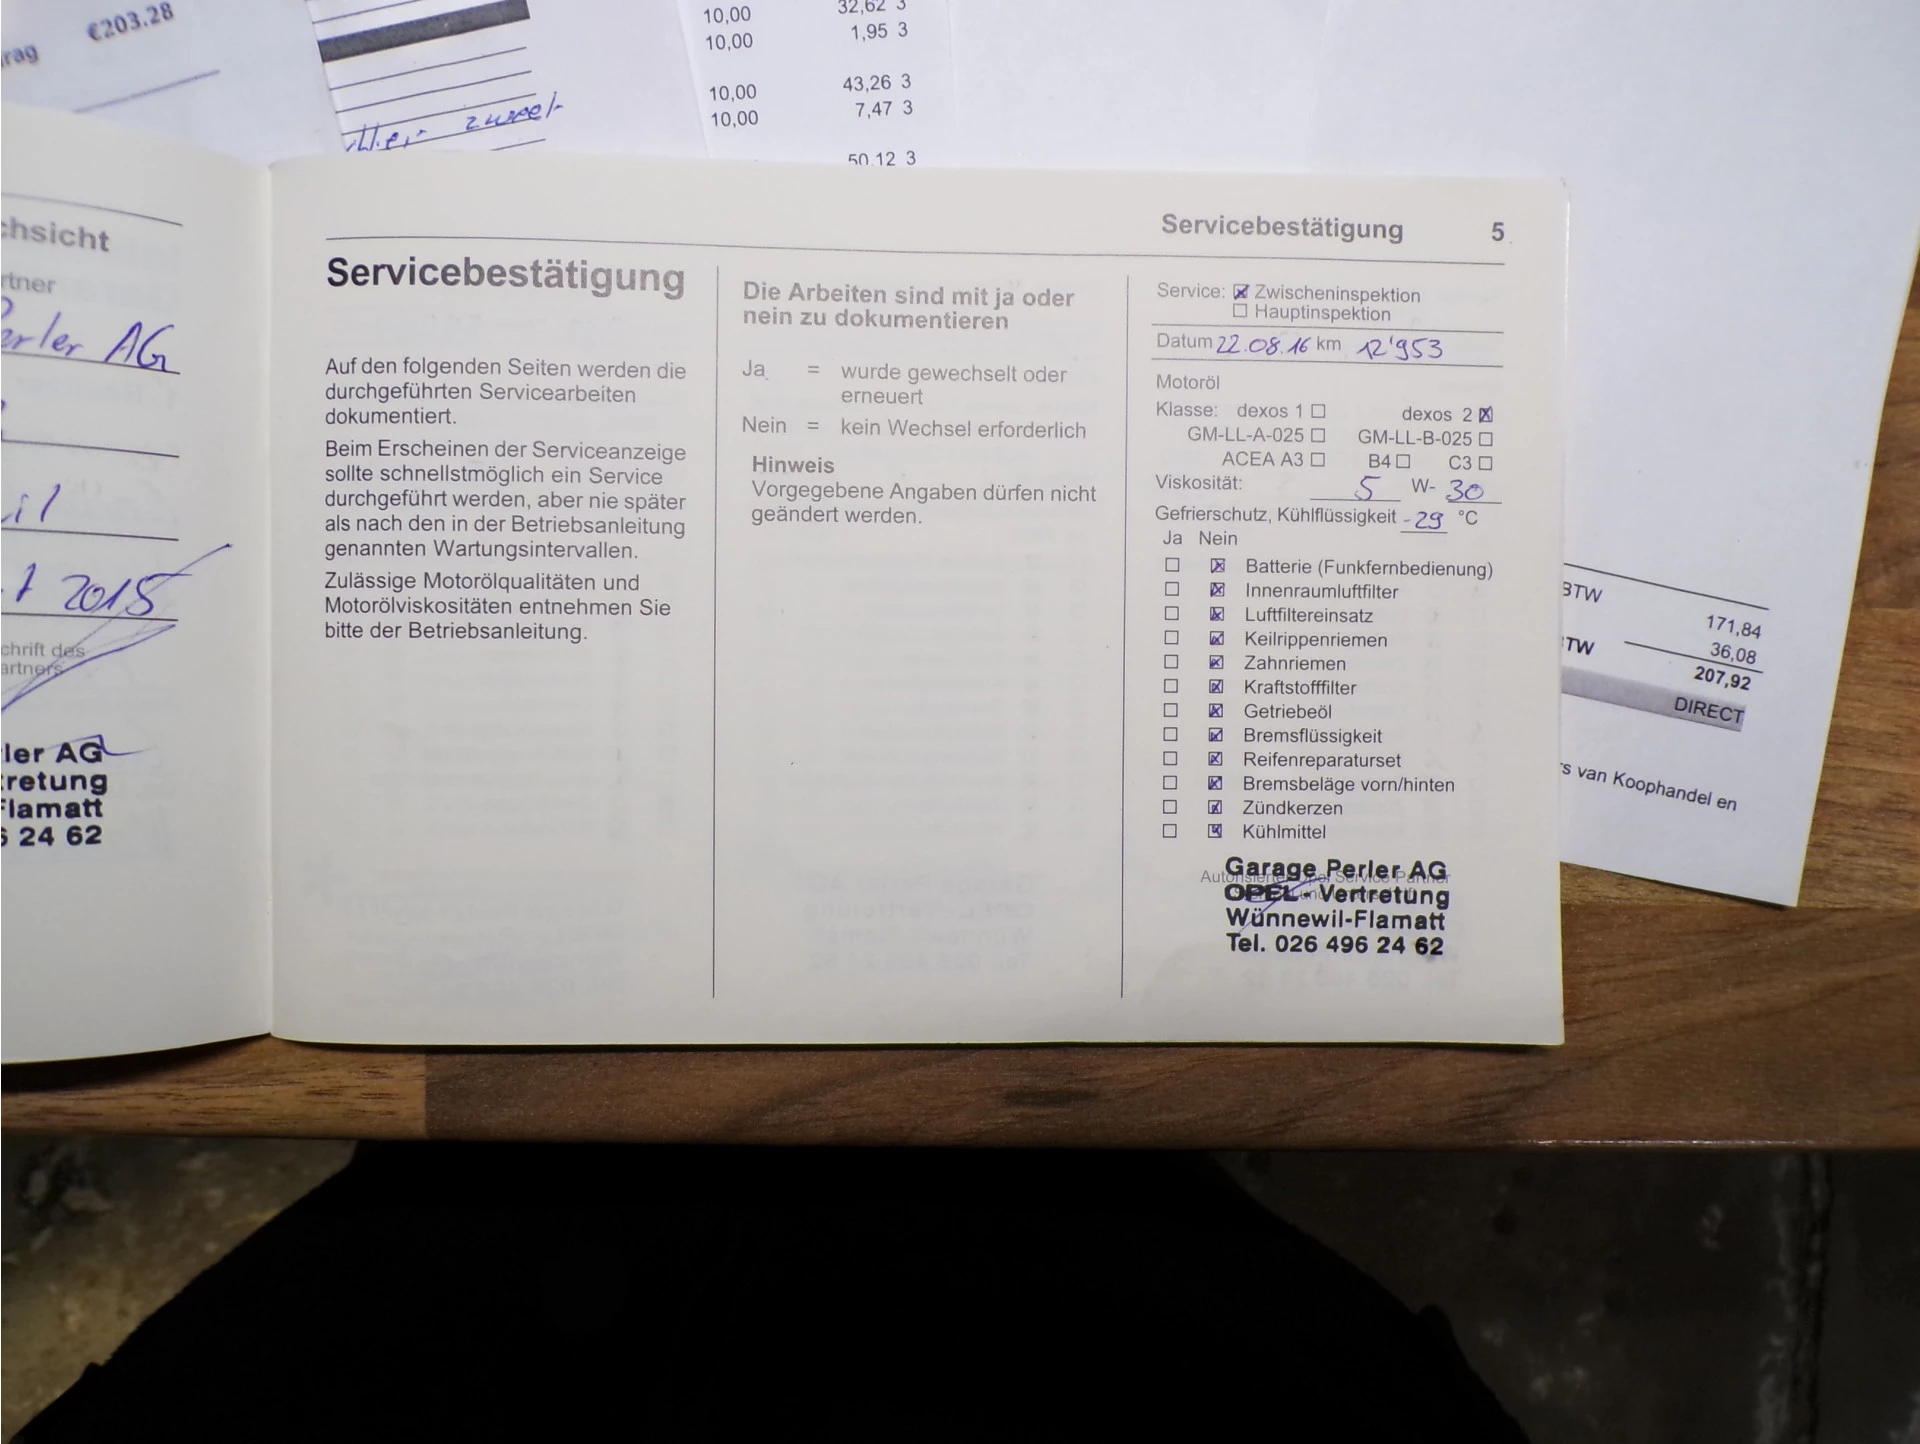 €203.28
10,00 32,62 3
10,00 1,95 3
10,00 43,26 3
10,00 7,47 3
50,12 3
chsicht
rtner
Perler AG
2015
chrift des
artners
ler AG
retung
Flamatt
24 62
Servicebestätigung 5
Servicebestätigung
Auf den folgenden Seiten werden die
durchgeführten Servicearbeiten
dokumentiert.
Beim Erscheinen der Serviceanzeige
sollte schnellstmöglich ein Service
durchgeführt werden, aber nie später
als nach den in der Betriebsanleitung
genannten Wartungsintervallen.
Zulässige Motorölqualitäten und
Motorölviskositäten entnehmen Sie
bitte der Betriebsanleitung.
Die Arbeiten sind mit ja oder
nein zu dokumentieren
Ja = wurde gewechselt oder
erneuert
Nein = kein Wechsel erforderlich
Hinweis
Vorgegebene Angaben dürfen nicht
geändert werden.
Service: ☒ Zwischeninspektion
☐ Hauptinspektion
Datum 22.08.16 km 12'953
Motoröl
Klasse: dexos 1 ☐ dexos 2 ☒
GM-LL-A-025 ☐ GM-LL-B-025 ☐
ACEA A3 ☐ B4 ☐ C3 ☐
Viskosität: 5 W- 30
Gefrierschutz, Kühlflüssigkeit -29 °C
Ja Nein
☐ ☒ Batterie (Funkfernbedienung)
☐ ☒ Innenraumluftfilter
☐ ☒ Luftfiltereinsatz
☐ ☒ Keilrippenriemen
☐ ☒ Zahnriemen
☐ ☒ Kraftstofffilter
☐ ☒ Getriebeöl
☐ ☒ Bremsflüssigkeit
☐ ☒ Reifenreparaturset
☐ ☒ Bremsbeläge vorn/hinten
☐ ☒ Zündkerzen
☐ ☒ Kühlmittel
Garage Perler AG
OPEL - Vertretung
Wünnewil-Flamatt
Tel. 026 496 24 62
BTW 171,84
BTW 36,08
207,92
DIRECT
s van Koophandel en